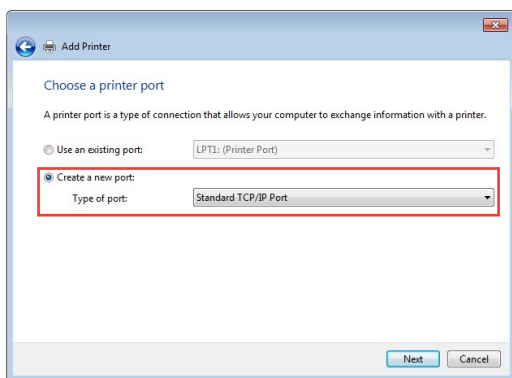 Add Printer
Choose a printer port
A printer port is a type of connection that allows your computer to exchange information with a printer.
Use an existing port: LPT1: (Printer Port)
Create a new port:
Type of port: Standard TCP/IP Port
Next Cancel